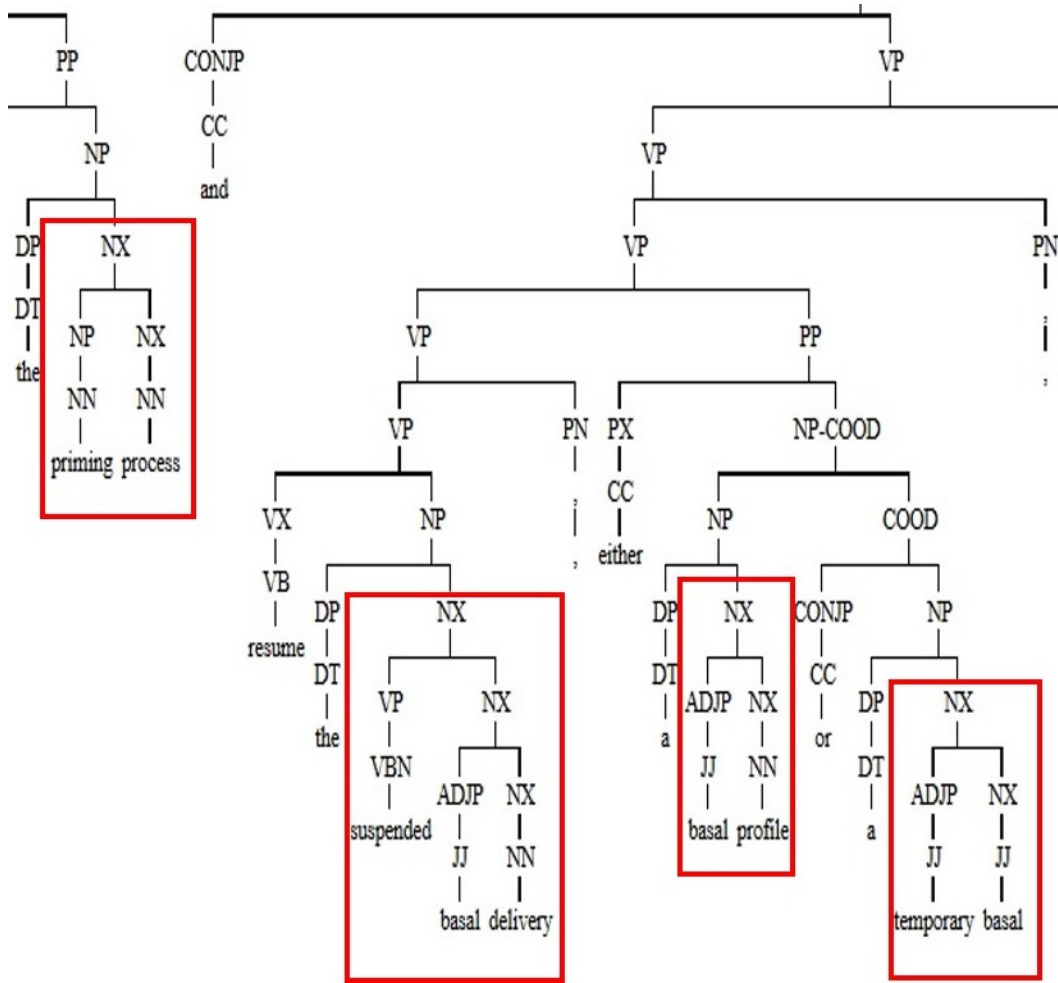 PP CONJP VP
CC
NP VP
and
DP NX VP PN
DT ,
NP NX VP PP
the ,
NN NN VP PN PX NP-COOD
priming process , CC
VX NP , either NP COOD
VB
DP NX DP NX CONJP NP
resume
DT DT CC
VP NX ADJP NX DP NX
the a or
VBN JJ NN DT
ADJP NX ADJP NX
suspended basal profile a
JJ NN JJ JJ
basal delivery temporary basal